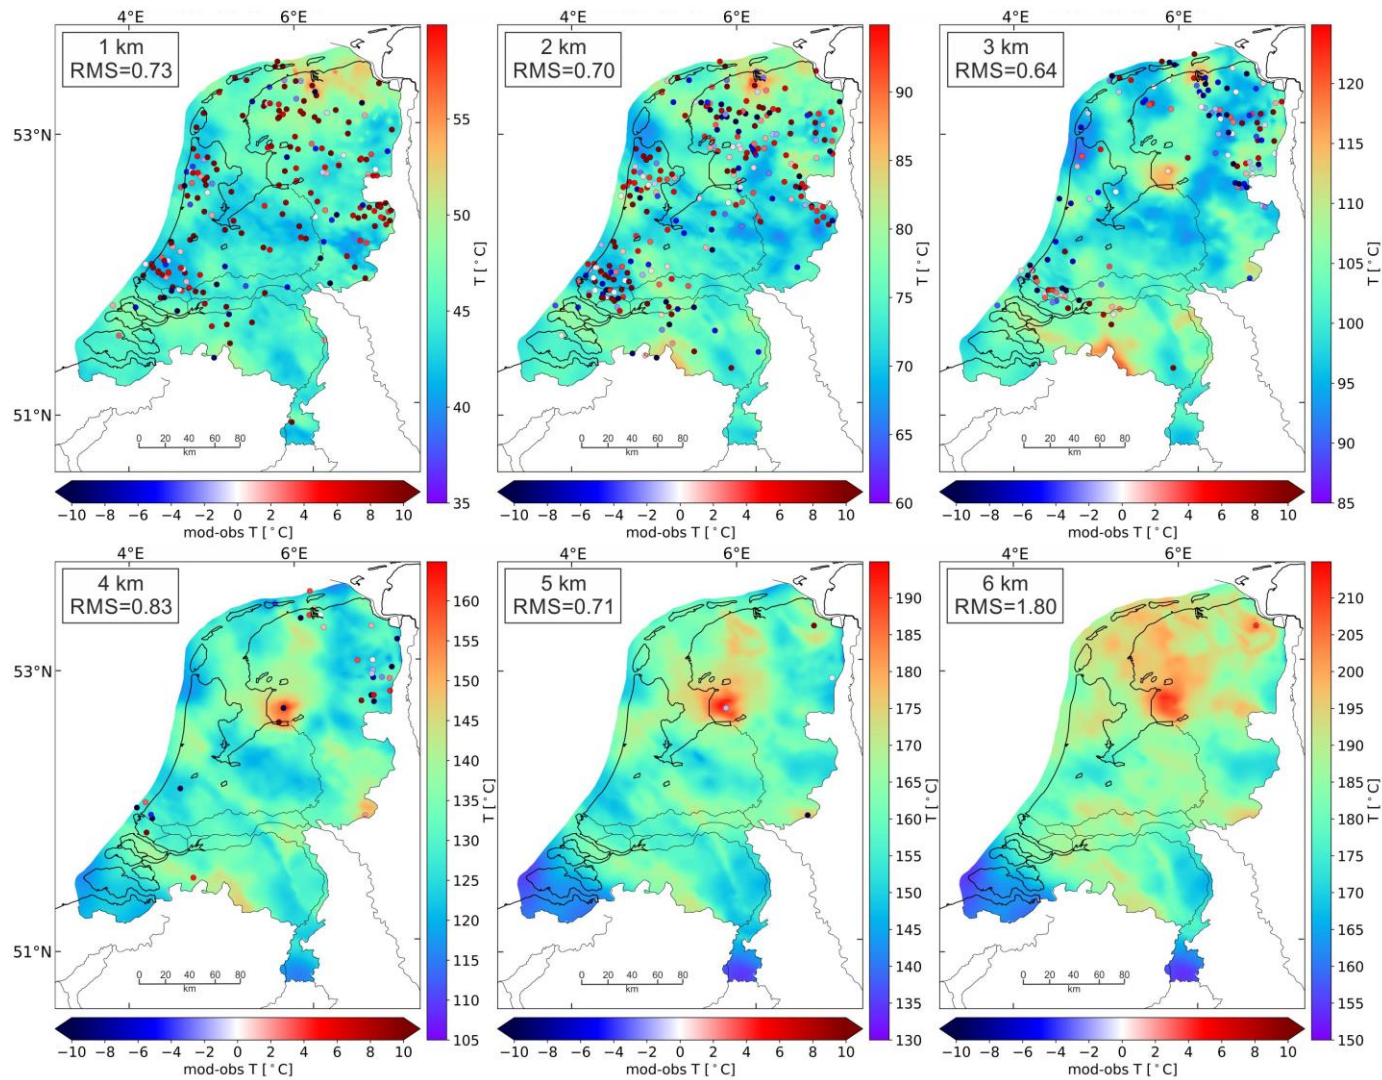 4°E 6°E 4°E 6°E 4°E 6°E
1 km
RMS=0.73
2 km
RMS=0.70
3 km
RMS=0.64
53°N
51°N
55
50
45
40
35
T [°C]
90
85
80
75
70
65
60
T [°C]
120
115
110
105
100
95
90
85
T [°C]
0 20 40 60 80
km
0 20 40 60 80
km
0 20 40 60 80
km
−10 −8 −6 −4 −2 0 2 4 6 8 10
mod-obs T [°C]
−10 −8 −6 −4 −2 0 2 4 6 8 10
mod-obs T [°C]
−10 −8 −6 −4 −2 0 2 4 6 8 10
mod-obs T [°C]
4°E 6°E 4°E 6°E 4°E 6°E
4 km
RMS=0.83
5 km
RMS=0.71
6 km
RMS=1.80
53°N
51°N
160
155
150
145
140
135
130
125
120
115
110
105
T [°C]
190
185
180
175
170
165
160
155
150
145
140
135
130
T [°C]
210
205
200
195
190
185
180
175
170
165
160
155
150
T [°C]
0 20 40 60 80
km
0 20 40 60 80
km
0 20 40 60 80
km
−10 −8 −6 −4 −2 0 2 4 6 8 10
mod-obs T [°C]
−10 −8 −6 −4 −2 0 2 4 6 8 10
mod-obs T [°C]
−10 −8 −6 −4 −2 0 2 4 6 8 10
mod-obs T [°C]